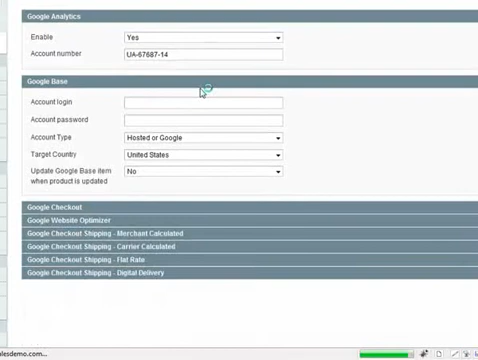 Google Analytics
Enable Yes
Account number UA-67687-14
Google Base
Account login
Account password
Account Type Hosted or Google
Target Country United States
Update Google Base item No
when product is updated
Google Checkout
Google Website Optimizer
Google Checkout Shipping - Merchant Calculated
Google Checkout Shipping - Carrier Calculated
Google Checkout Shipping - Flat Rate
Google Checkout Shipping - Digital Delivery
alesdemo.com...